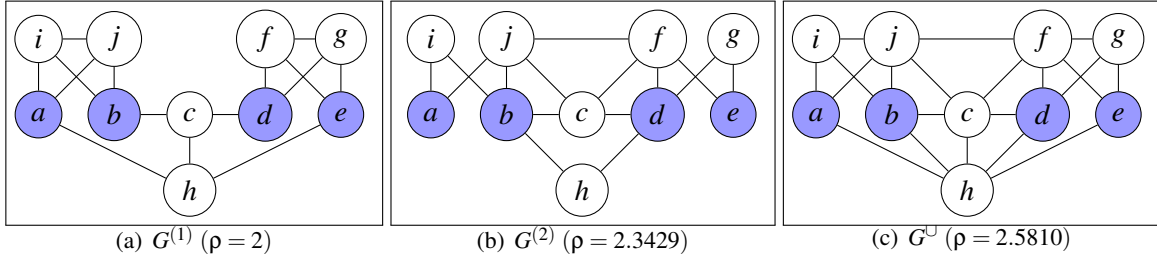 i j f g
a b c d e
h
(a) G^(1) (ρ = 2)
i j f g
a b c d e
h
(b) G^(2) (ρ = 2.3429)
i j f g
a b c d e
h
(c) G^∪ (ρ = 2.5810)